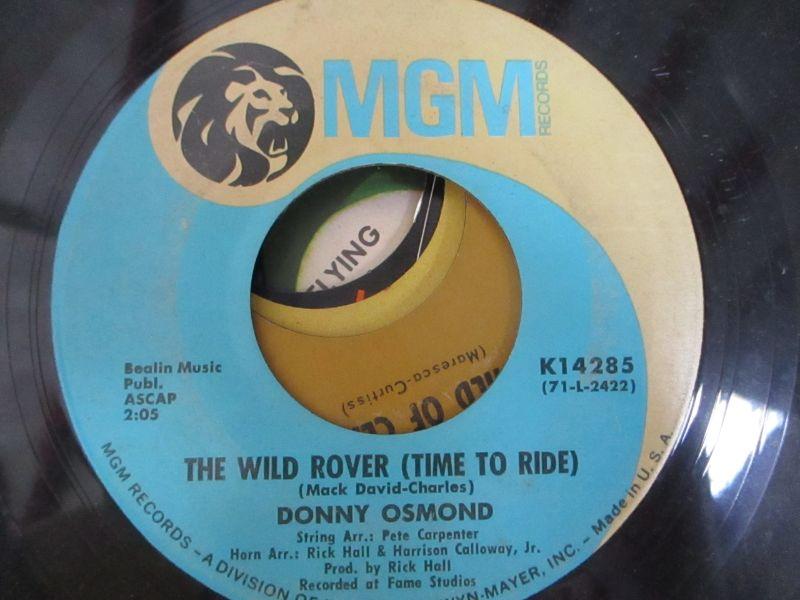 MGM
RECORDS
FLYING
(Maresca-Curtiss)
OF
Bealin Music
Publ.
ASCAP
2:05
K14285
(71-L-2422)
THE WILD ROVER (TIME TO RIDE)
(Mack David-Charles)
DONNY OSMOND
String Arr.: Pete Carpenter
Horn Arr.: Rick Hall & Harrison Calloway, Jr.
Prod. by Rick Hall
Recorded at Fame Studios
MGM RECORDS - A DIVISION OF
INC. - Made in U. S. A.